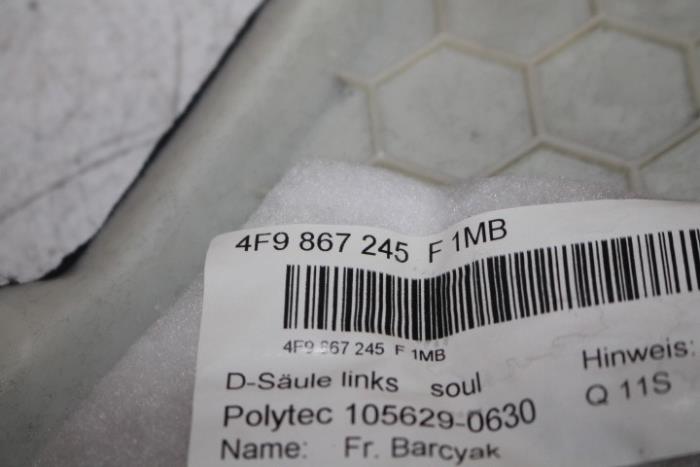 4F9 867 245 F 1MB
4F9 867 245 F 1MB
D-Säule links soul
Hinweis:
Polytec 105629-0630
Q 11S
Name: Fr. Barcyak